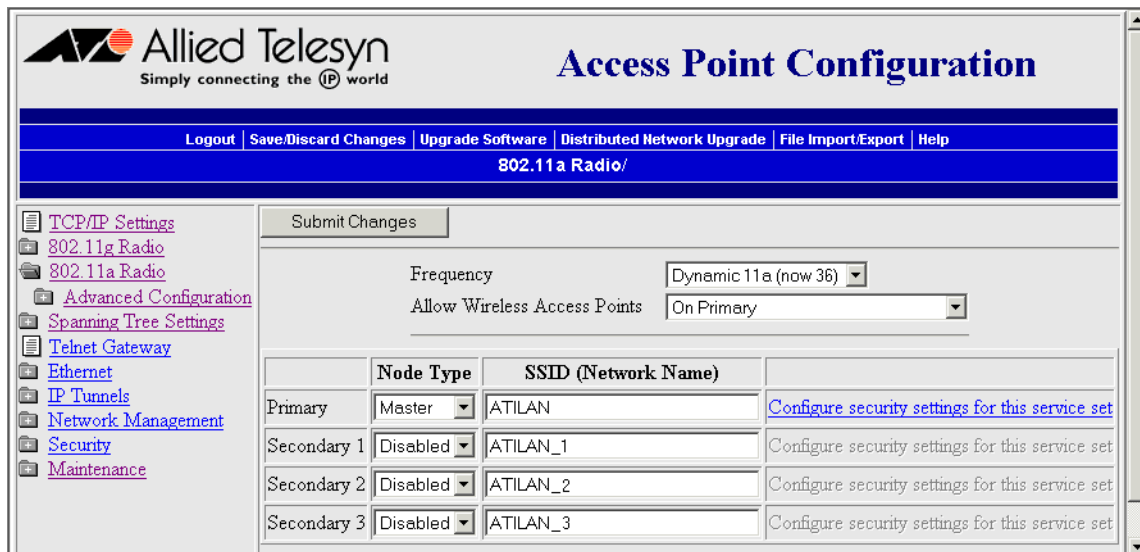 Allied Telesyn
Simply connecting the IP world
Access Point Configuration
Logout | Save/Discard Changes | Upgrade Software | Distributed Network Upgrade | File Import/Export | Help
802.11a Radio/
TCP/IP Settings
802.11g Radio
802.11a Radio
Advanced Configuration
Spanning Tree Settings
Telnet Gateway
Ethernet
IP Tunnels
Network Management
Security
Maintenance
Submit Changes
Frequency Dynamic 11a (now 36)
Allow Wireless Access Points On Primary
Node Type SSID (Network Name)
Primary Master ATILAN Configure security settings for this service set
Secondary 1 Disabled ATILAN_1 Configure security settings for this service set
Secondary 2 Disabled ATILAN_2 Configure security settings for this service set
Secondary 3 Disabled ATILAN_3 Configure security settings for this service set